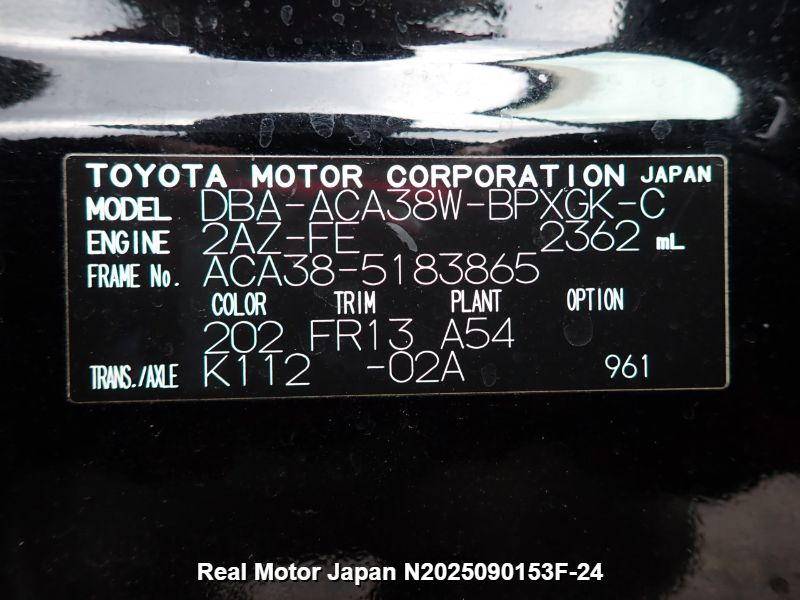 TOYOTA MOTOR CORPORATION JAPAN
MODEL DBA-ACA38W-BPXGK-C
ENGINE 2AZ-FE 2362 mL
FRAME No. ACA38-5183865
COLOR TRIM PLANT OPTION
202 FR13 A54
TRANS./AXLE K112 -02A 961
Real Motor Japan N2025090153F-24